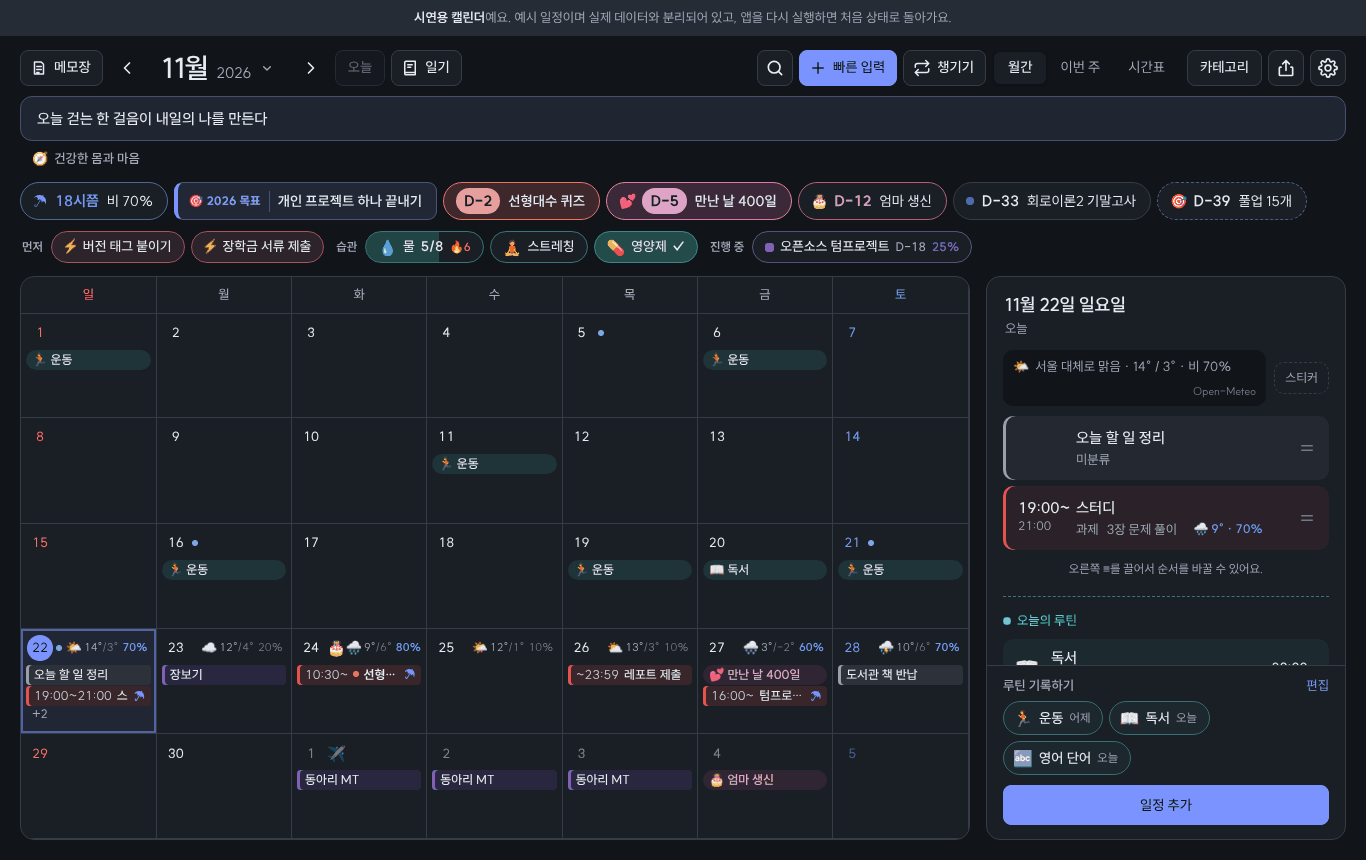 시연용 캘린더예요. 예시 일정이며 실제 데이터와 분리되어 있고, 앱을 다시 실행하면 처음 상태로 돌아가요.
메모장 11월 2026 오늘 일기 빠른 입력 챙기기 월간 이번 주 시간표 카테고리
오늘 걷는 한 걸음이 내일의 나를 만든다
건강한 몸과 마음
18시쯤 비 70% 2026 목표 개인 프로젝트 하나 끝내기 D-2 선형대수 퀴즈 D-5 만난 날 400일 D-12 엄마 생신 D-33 회로이론2 기말고사 D-39 풀업 15개
먼저 버전 태그 붙이기 장학금 서류 제출 습관 물 5/8 6 스트레칭 영양제 ✓ 진행 중 오픈소스 텀프로젝트 D-18 25%
일 월 화 수 목 금 토
1 2 3 4 5 6 7
운동 운동
8 9 10 11 12 13 14
운동
15 16 17 18 19 20 21
운동 운동 독서 운동
22 14°/3° 70% 23 12°/4° 20% 24 9°/6° 80% 25 12°/1° 10% 26 13°/3° 10% 27 3°/-2° 60% 28 10°/6° 70%
오늘 할 일 정리 장보기 10:30~ 선형… ~23:59 레포트 제출 만난 날 400일 도서관 책 반납
19:00~21:00 스 16:00~ 텀프로…
+2
29 30 1 2 3 4 5
동아리 MT 동아리 MT 동아리 MT 엄마 생신
11월 22일 일요일
오늘
서울 대체로 맑음 · 14° / 3° · 비 70%
Open-Meteo
스티커
오늘 할 일 정리
미분류
19:00~ 스터디
21:00 과제 3장 문제 풀이 9° · 70%
오른쪽 ≡를 끌어서 순서를 바꿀 수 있어요.
오늘의 루틴
독서
루틴 기록하기 편집
운동 어제 독서 오늘
abc 영어 단어 오늘
일정 추가